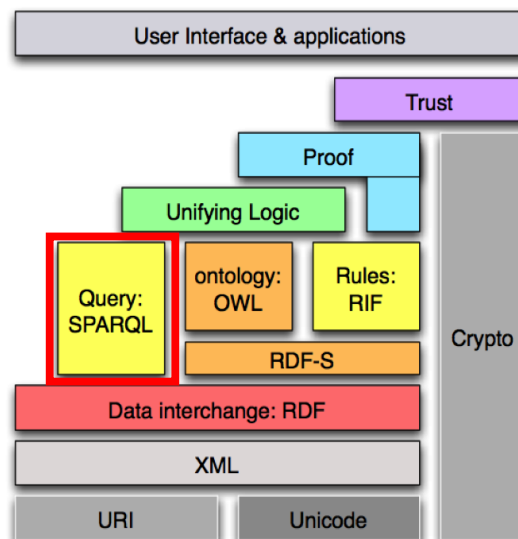 User Interface & applications
Trust
Proof
Unifying Logic
Query:
SPARQL
ontology:
OWL
Rules:
RIF
Crypto
RDF-S
Data interchange: RDF
XML
URI
Unicode